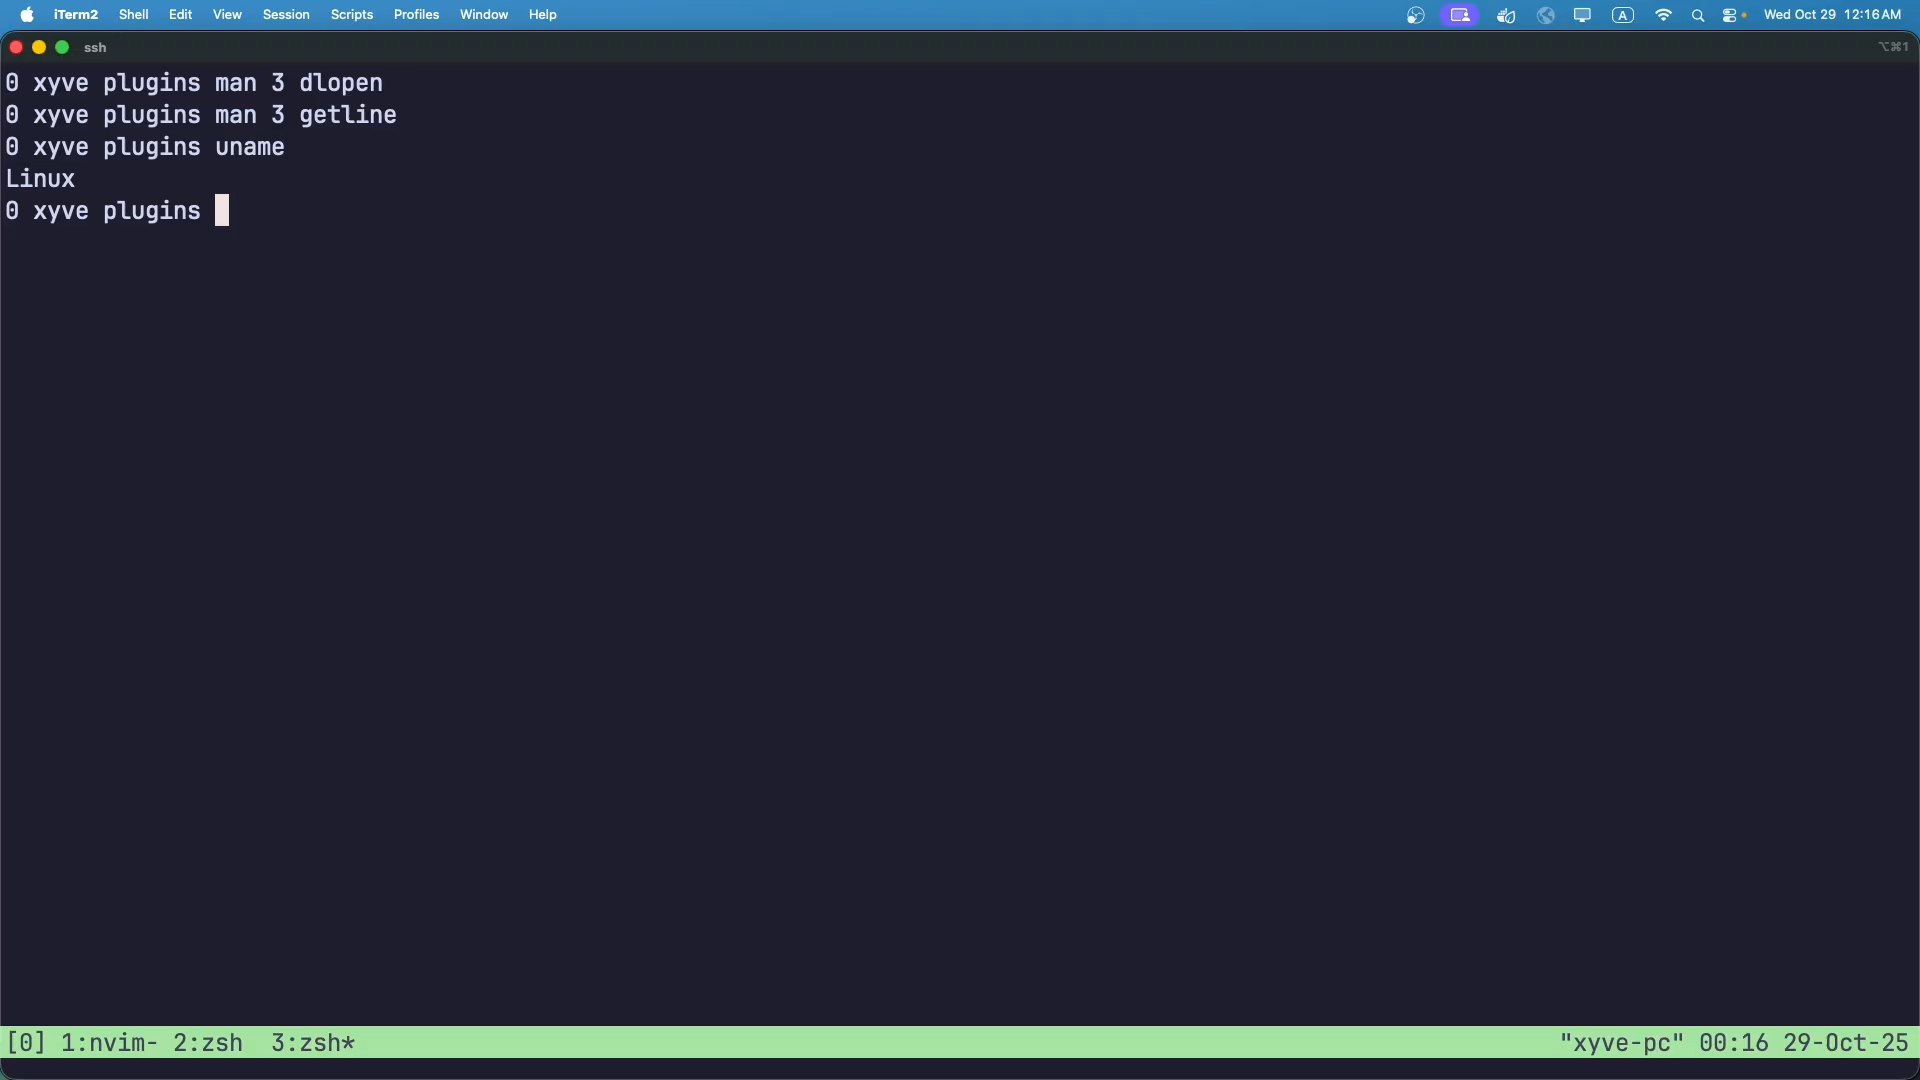 iTerm2 Shell Edit View Session Scripts Profiles Window Help A Wed Oct 29 12:16 AM
ssh ⌥⌘1
0 xyve plugins man 3 dlopen
0 xyve plugins man 3 getline
0 xyve plugins uname
Linux
0 xyve plugins
[0] 1:nvim- 2:zsh  3:zsh* "xyve-pc" 00:16 29-Oct-25